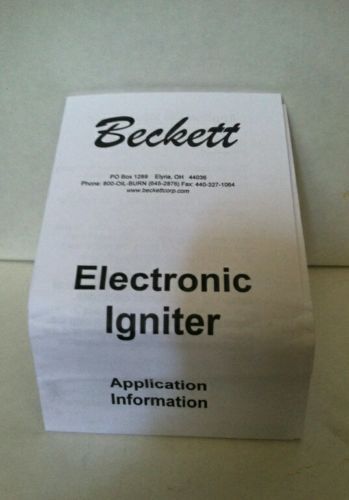 Beckett
PO Box 1289 Elyria, OH 44036
Phone: 800-OIL-BURN (645-2876) Fax: 440-327-1064
www.beckettcorp.com
Electronic
Igniter
Application
Information